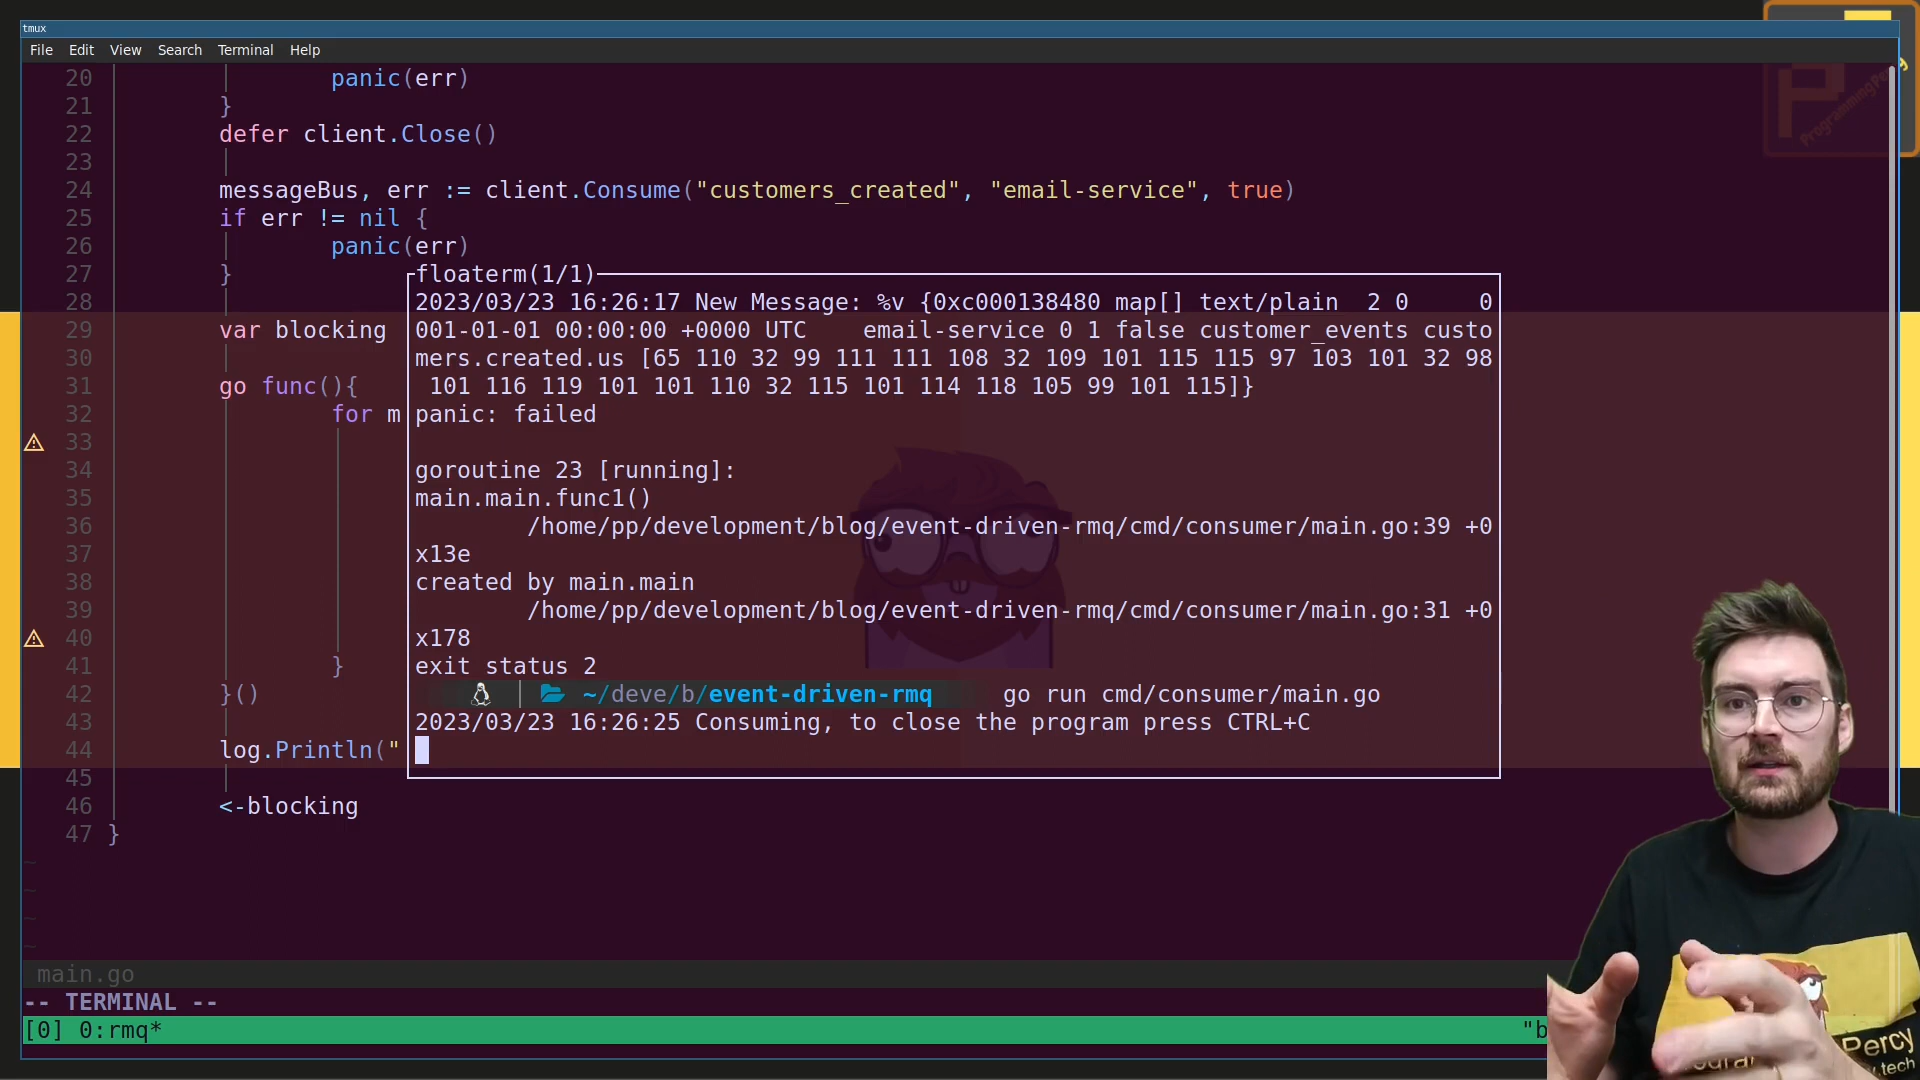 tmux
File Edit View Search Terminal Help
20 panic(err)
21 }
22 defer client.Close()
23
24 messageBus, err := client.Consume("customers_created", "email-service", true)
25 if err != nil {
26 panic(err)
27 }
floaterm(1/1)
28 2023/03/23 16:26:17 New Message: %v {0xc000138480 map[] text/plain  2 0     0
29 var blocking 001-01-01 00:00:00 +0000 UTC    email-service 0 1 false customer_events custo
30 mers.created.us [65 110 32 99 111 111 108 32 109 101 115 115 97 103 101 32 98
31 go func(){ 101 116 119 101 101 110 32 115 101 114 118 105 99 101 115]}
32 for m panic: failed
33
34 goroutine 23 [running]:
35 main.main.func1()
36 /home/pp/development/blog/event-driven-rmq/cmd/consumer/main.go:39 +0
37 x13e
38 created by main.main
39 /home/pp/development/blog/event-driven-rmq/cmd/consumer/main.go:31 +0
40 x178
41 } exit status 2
42 }() ~/deve/b/event-driven-rmq go run cmd/consumer/main.go
43 2023/03/23 16:26:25 Consuming, to close the program press CTRL+C
44 log.Println("
45
46 <-blocking
47 }
~
~
~
~
main.go
-- TERMINAL --
[0] 0:rmq* "b
ProgrammingPercy
Percy
.tech